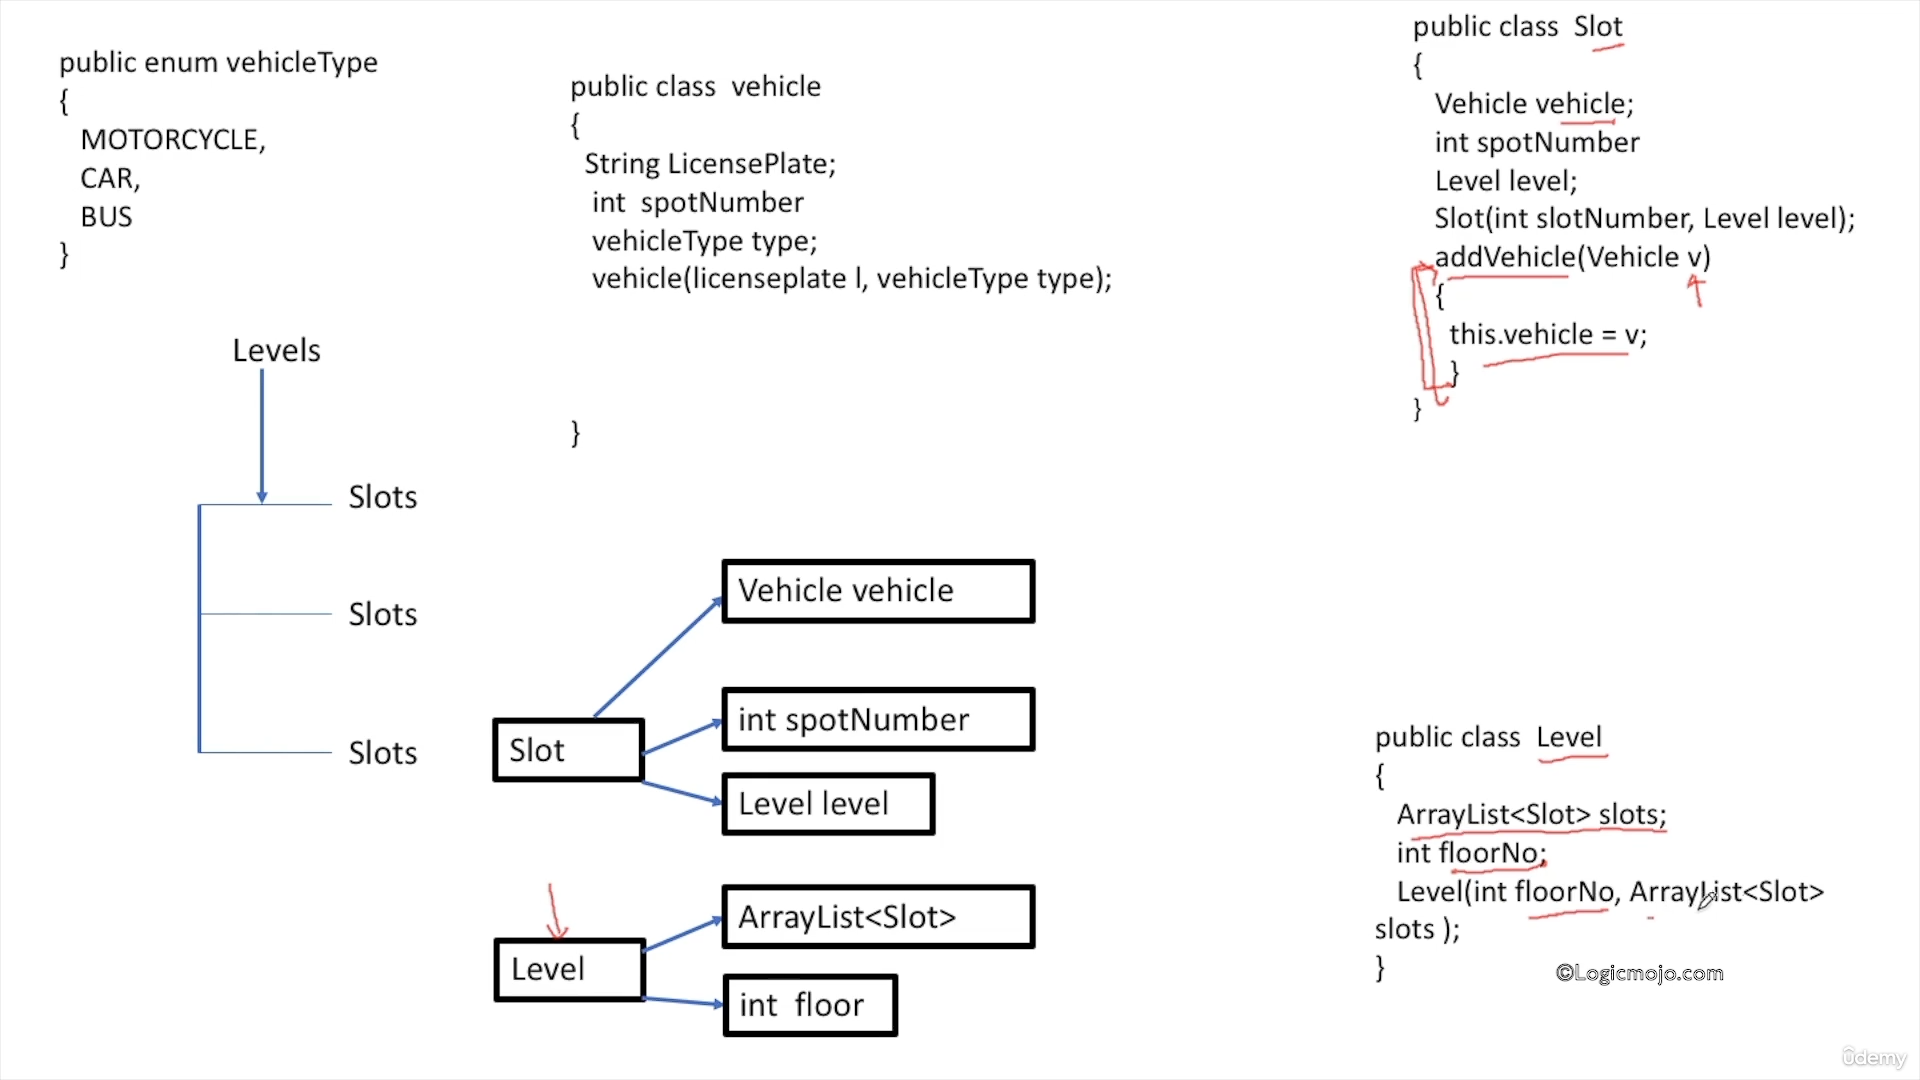 public enum vehicleType
{
MOTORCYCLE,
CAR,
BUS
}
public class vehicle
{
String LicensePlate;
int spotNumber
vehicleType type;
vehicle(licenseplate l, vehicleType type);
}
public class Slot
{
Vehicle vehicle;
int spotNumber
Level level;
Slot(int slotNumber, Level level);
addVehicle(Vehicle v)
{
this.vehicle = v;
}
}
Levels
Slots
Slots
Slots
Slot
Vehicle vehicle
int spotNumber
Level level
Level
ArrayList<Slot>
int floor
public class Level
{
ArrayList<Slot> slots;
int floorNo;
Level(int floorNo, ArrayList<Slot>
slots );
}
©Logicmojo.com
ûdemy